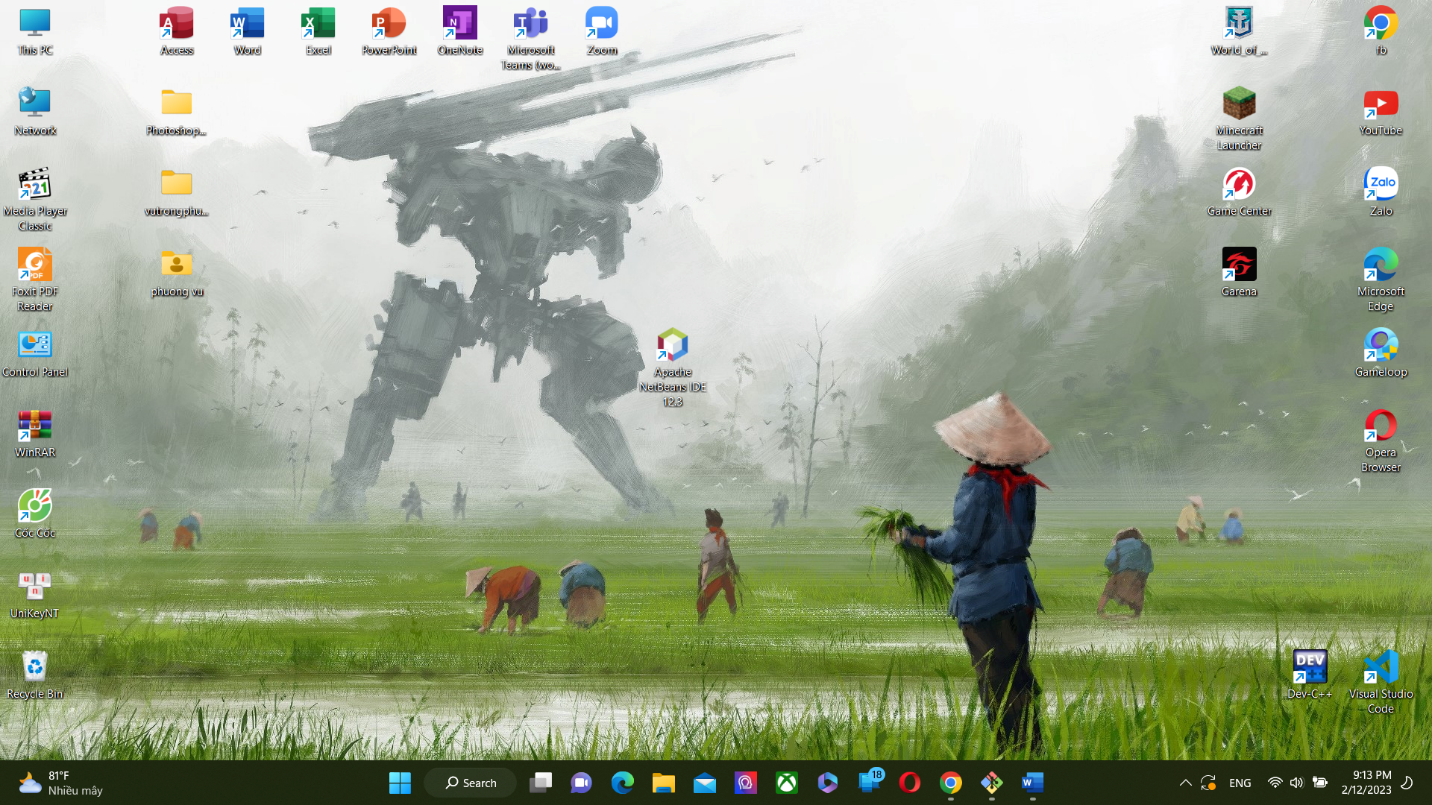 This PC
Access
Word
Excel
PowerPoint
OneNote
Microsoft
Teams (wo...
Zoom
World_of_...
fb
Network
Photoshop...
Minecraft
Launcher
YouTube
Media Player
Classic
vutrongphu...
Game Center
Zalo
Zalo
Foxit PDF
Reader
phuong vu
Garena
Microsoft
Edge
Control Panel
Apache
NetBeans IDE
12.3
Gameloop
WinRAR
Opera
Browser
Cốc Cốc
UniKeyNT
Recycle Bin
DEV
Dev-C++
Visual Studio
Code
81°F
Nhiều mây
Search
18
ENG
9:13 PM
2/12/2023